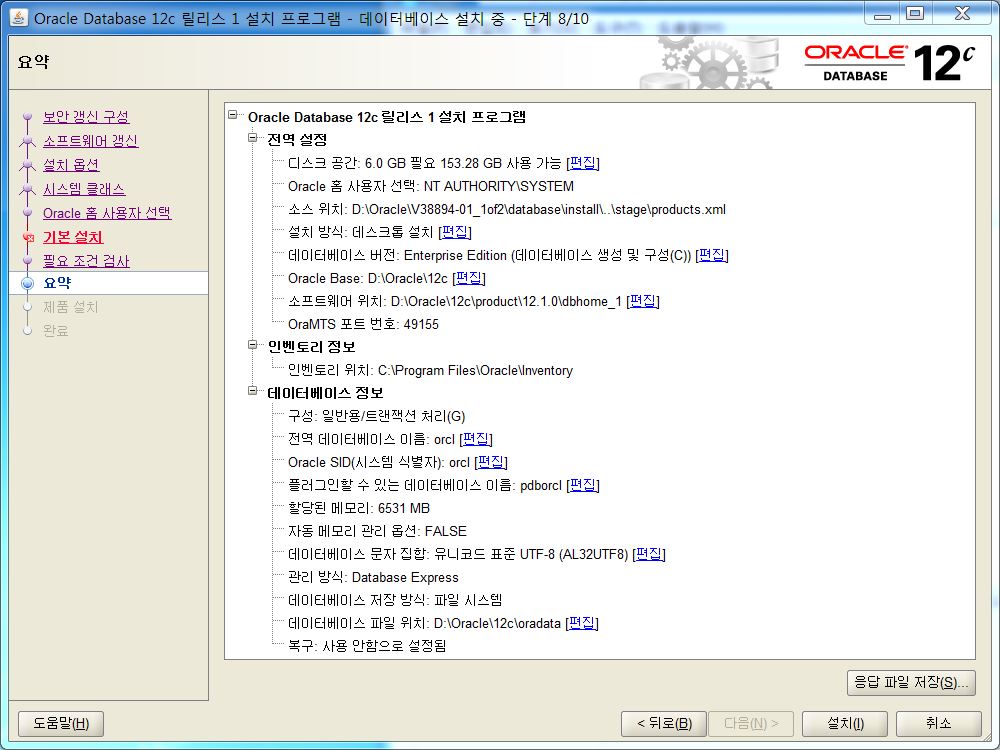 Oracle Database 12c 릴리스 1 설치 프로그램 - 데이터베이스 설치 중 - 단계 8/10
요약
ORACLE®
DATABASE
12c
보안 갱신 구성
소프트웨어 갱신
설치 옵션
시스템 클래스
Oracle 홈 사용자 선택
기본 설치
필요 조건 검사
요약
제품 설치
완료
Oracle Database 12c 릴리스 1 설치 프로그램
전역 설정
디스크 공간: 6.0 GB 필요 153.28 GB 사용 가능 [편집]
Oracle 홈 사용자 선택: NT AUTHORITY\SYSTEM
소스 위치: D:\Oracle\V38894-01_1of2\database\install\..\stage\products.xml
설치 방식: 데스크톱 설치 [편집]
데이터베이스 버전: Enterprise Edition (데이터베이스 생성 및 구성(C)) [편집]
Oracle Base: D:\Oracle\12c [편집]
소프트웨어 위치: D:\Oracle\12c\product\12.1.0\dbhome_1 [편집]
OraMTS 포트 번호: 49155
인벤토리 정보
인벤토리 위치: C:\Program Files\Oracle\Inventory
데이터베이스 정보
구성: 일반용/트랜잭션 처리(G)
전역 데이터베이스 이름: orcl [편집]
Oracle SID(시스템 식별자): orcl [편집]
플러그인할 수 있는 데이터베이스 이름: pdborcl [편집]
할당된 메모리: 6531 MB
자동 메모리 관리 옵션: FALSE
데이터베이스 문자 집합: 유니코드 표준 UTF-8 (AL32UTF8) [편집]
관리 방식: Database Express
데이터베이스 저장 방식: 파일 시스템
데이터베이스 파일 위치: D:\Oracle\12c\oradata [편집]
복구: 사용 안함으로 설정됨
응답 파일 저장(S)...
도움말(H)
< 뒤로(B)
다음(N) >
설치(I)
취소